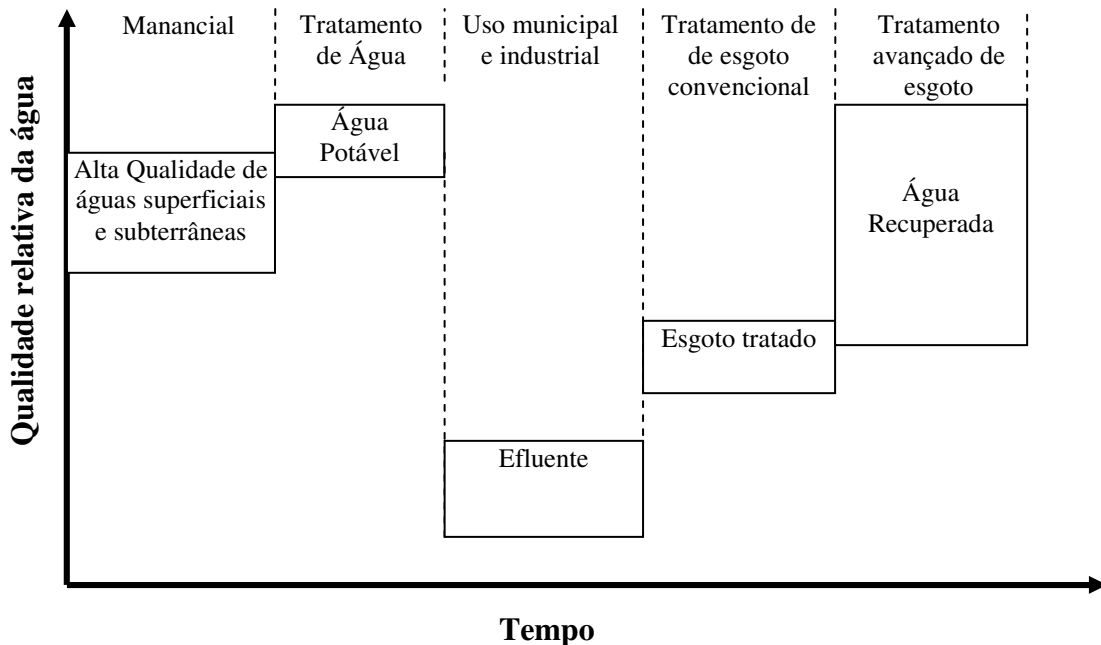 Manancial
Tratamento
de Água
Uso municipal
e industrial
Tratamento de
de esgoto
convencional
Tratamento
avançado de
esgoto
Qualidade relativa da água
Alta Qualidade de
águas superficiais
e subterrâneas
Água
Potável
Efluente
Esgoto tratado
Água
Recuperada
Tempo